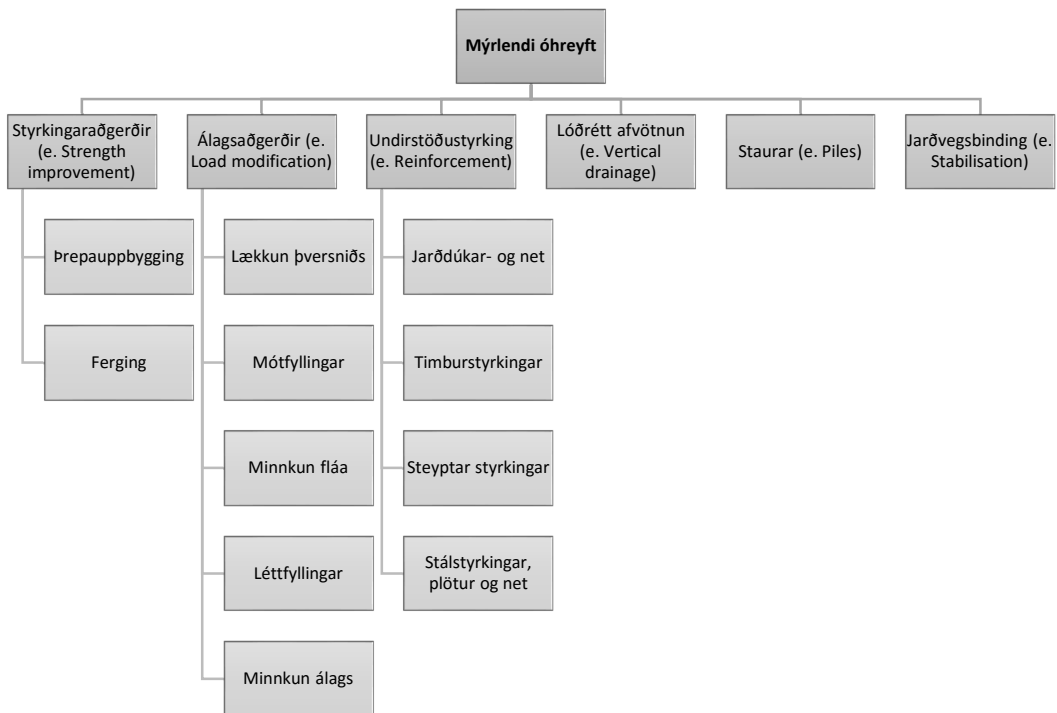 Mýrlendi óhreyft
Styrkingaraðgerðir
(e. Strength
improvement)
Þrepauppbygging
Ferging
Álagsaðgerðir (e.
Load modification)
Lækkun þversniðs
Mótfyllingar
Minnkun fláa
Léttfyllingar
Minnkun álags
Undirstöðustyrking
(e. Reinforcement)
Jarðdúkar- og net
Timburstyrkingar
Steyptar styrkingar
Stálstyrkingar,
plötur og net
Lóðrétt afvötnun
(e. Vertical
drainage)
Staurar (e. Piles)
Jarðvegsbinding (e.
Stabilisation)